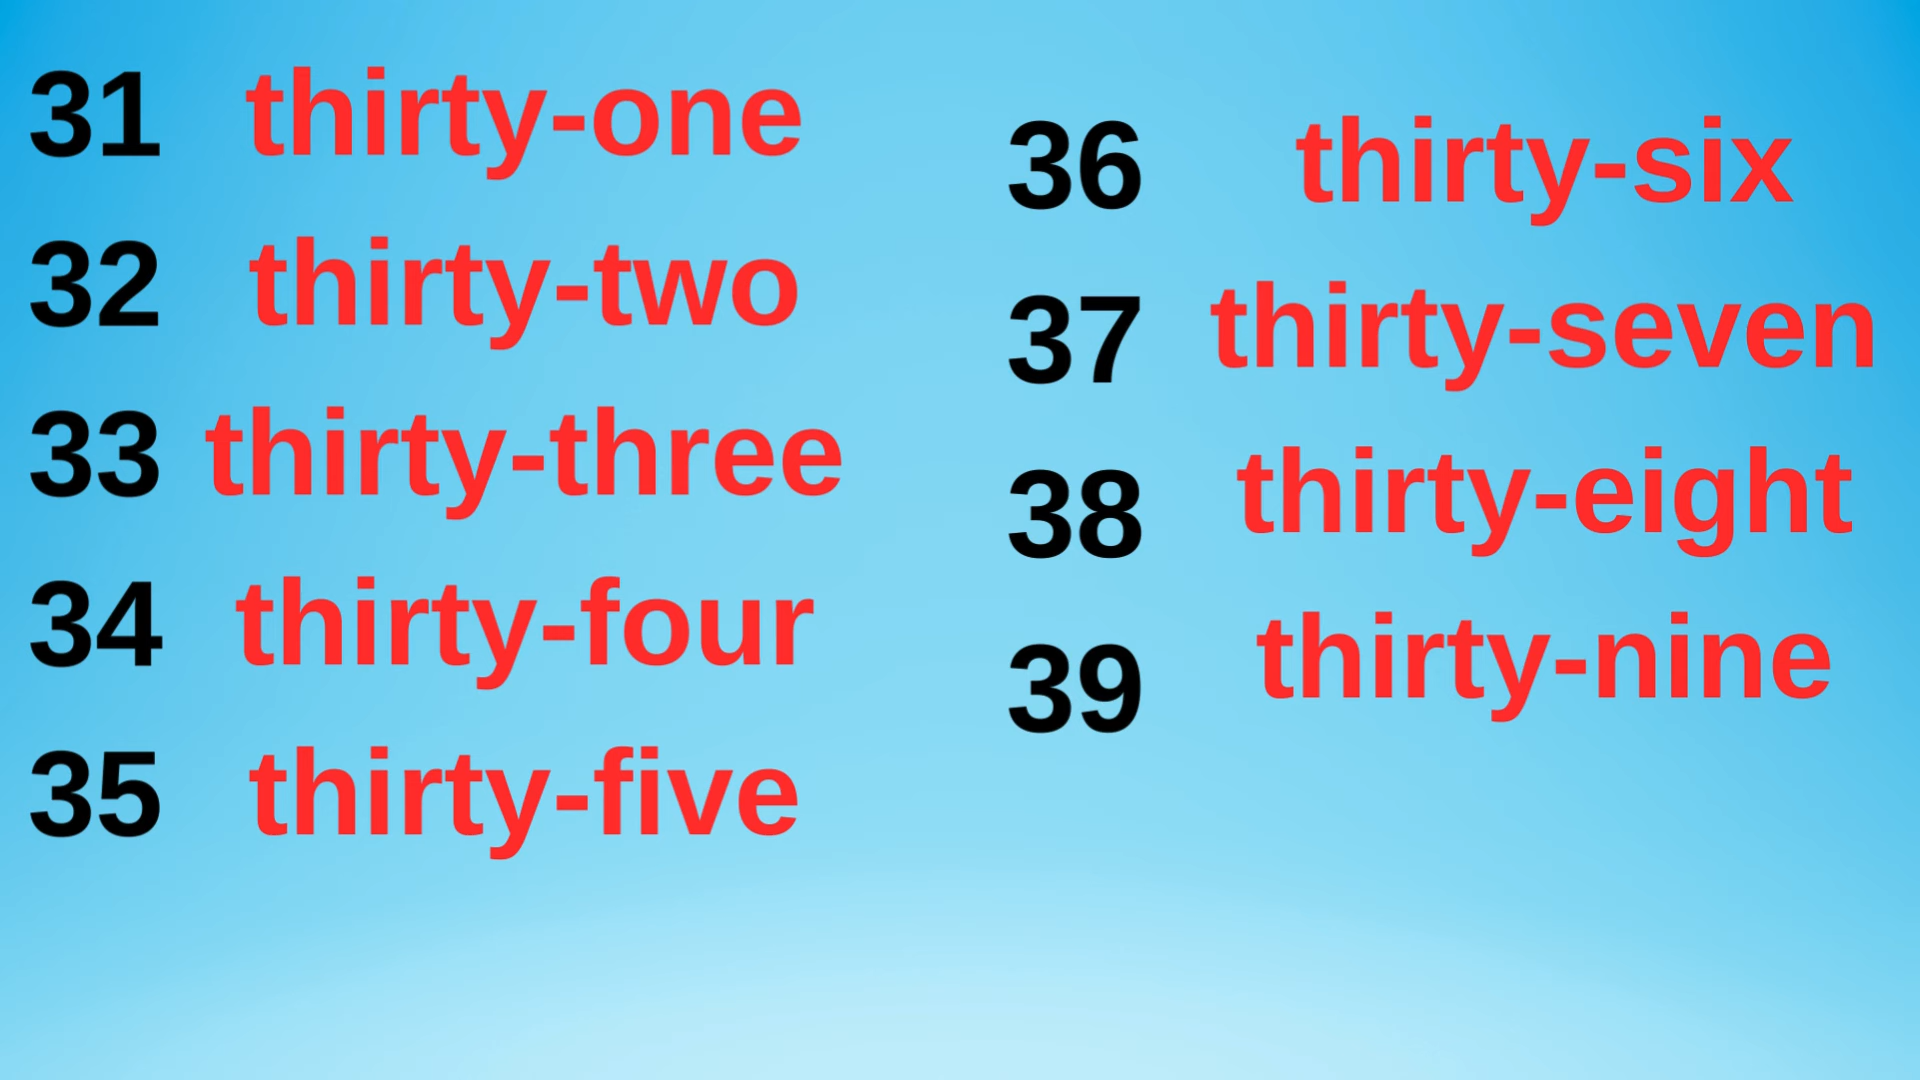 31 thirty-one
32 thirty-two
33 thirty-three
34 thirty-four
35 thirty-five
36 thirty-six
37 thirty-seven
38 thirty-eight
39 thirty-nine